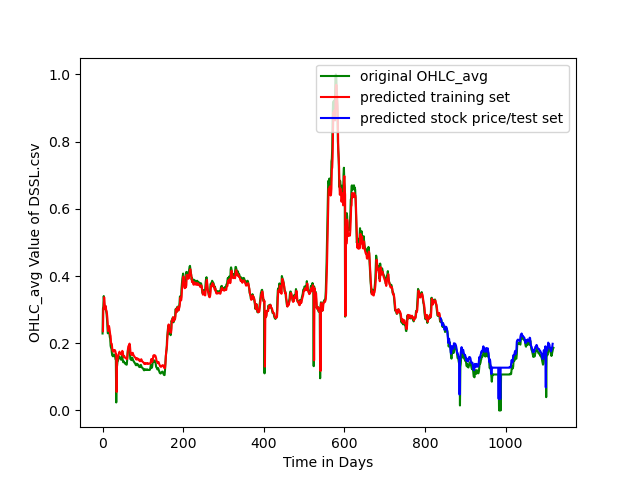 original OHLC_avg
predicted training set
predicted stock price/test set
OHLC_avg Value of DSSL.csv
1.0
0.8
0.6
0.4
0.2
0.0
0 200 400 600 800 1000
Time in Days